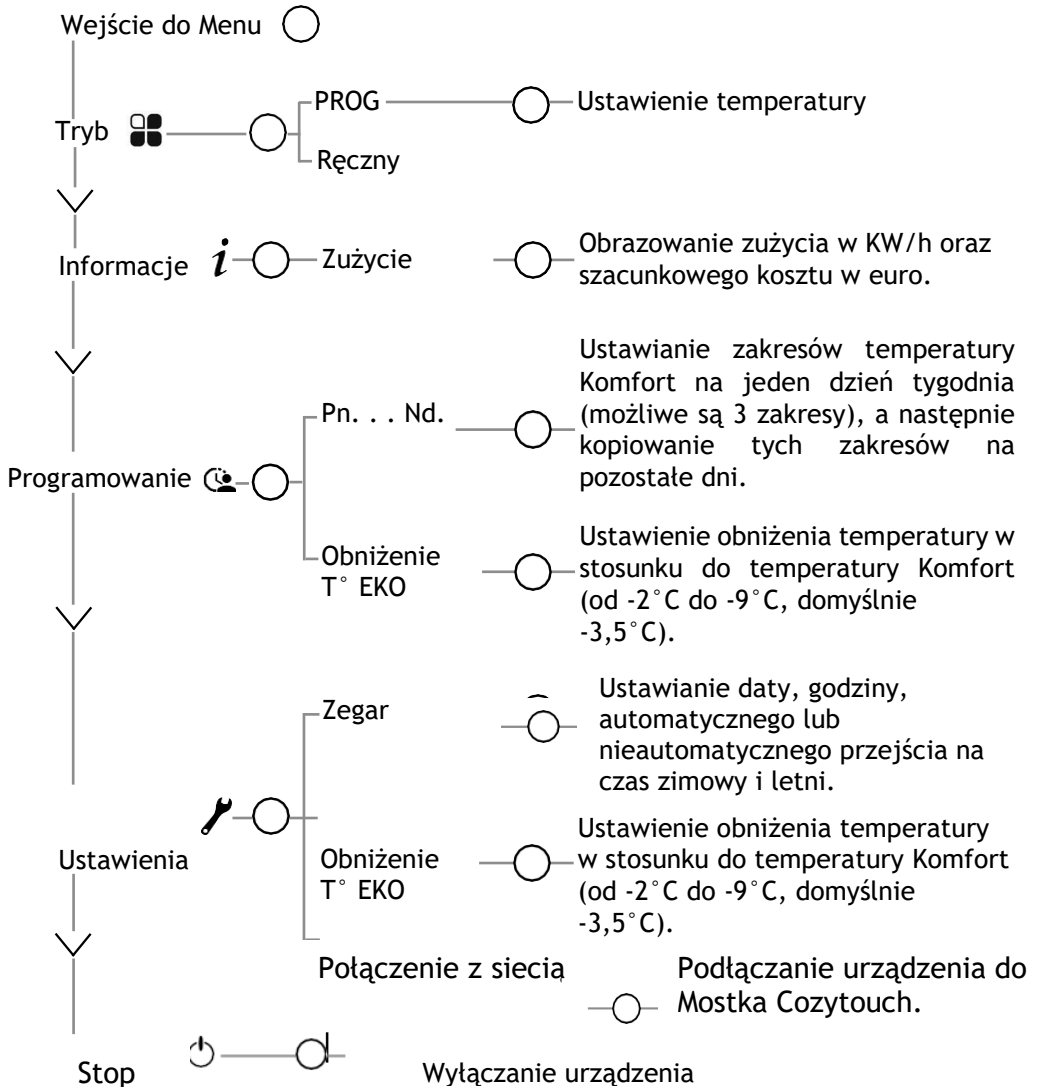 Wejście do Menu
Tryb
PROG
Ustawienie temperatury
Ręczny
Informacje
i
Zużycie
Obrazowanie zużycia w KW/h oraz
szacunkowego kosztu w euro.
Programowanie
Pn. . . Nd.
Ustawianie zakresów temperatury
Komfort na jeden dzień tygodnia
(możliwe są 3 zakresy), a następnie
kopiowanie tych zakresów na
pozostałe dni.
Obniżenie
T° EKO
Ustawienie obniżenia temperatury w
stosunku do temperatury Komfort
(od -2°C do -9°C, domyślnie
-3,5°C).
Ustawienia
Zegar
Ustawianie daty, godziny,
automatycznego lub
nieautomatycznego przejścia na
czas zimowy i letni.
Obniżenie
T° EKO
Ustawienie obniżenia temperatury
w stosunku do temperatury Komfort
(od -2°C do -9°C, domyślnie
-3,5°C).
Połączenie z siecią
Podłączanie urządzenia do
Mostka Cozytouch.
Stop
Wyłączanie urządzenia